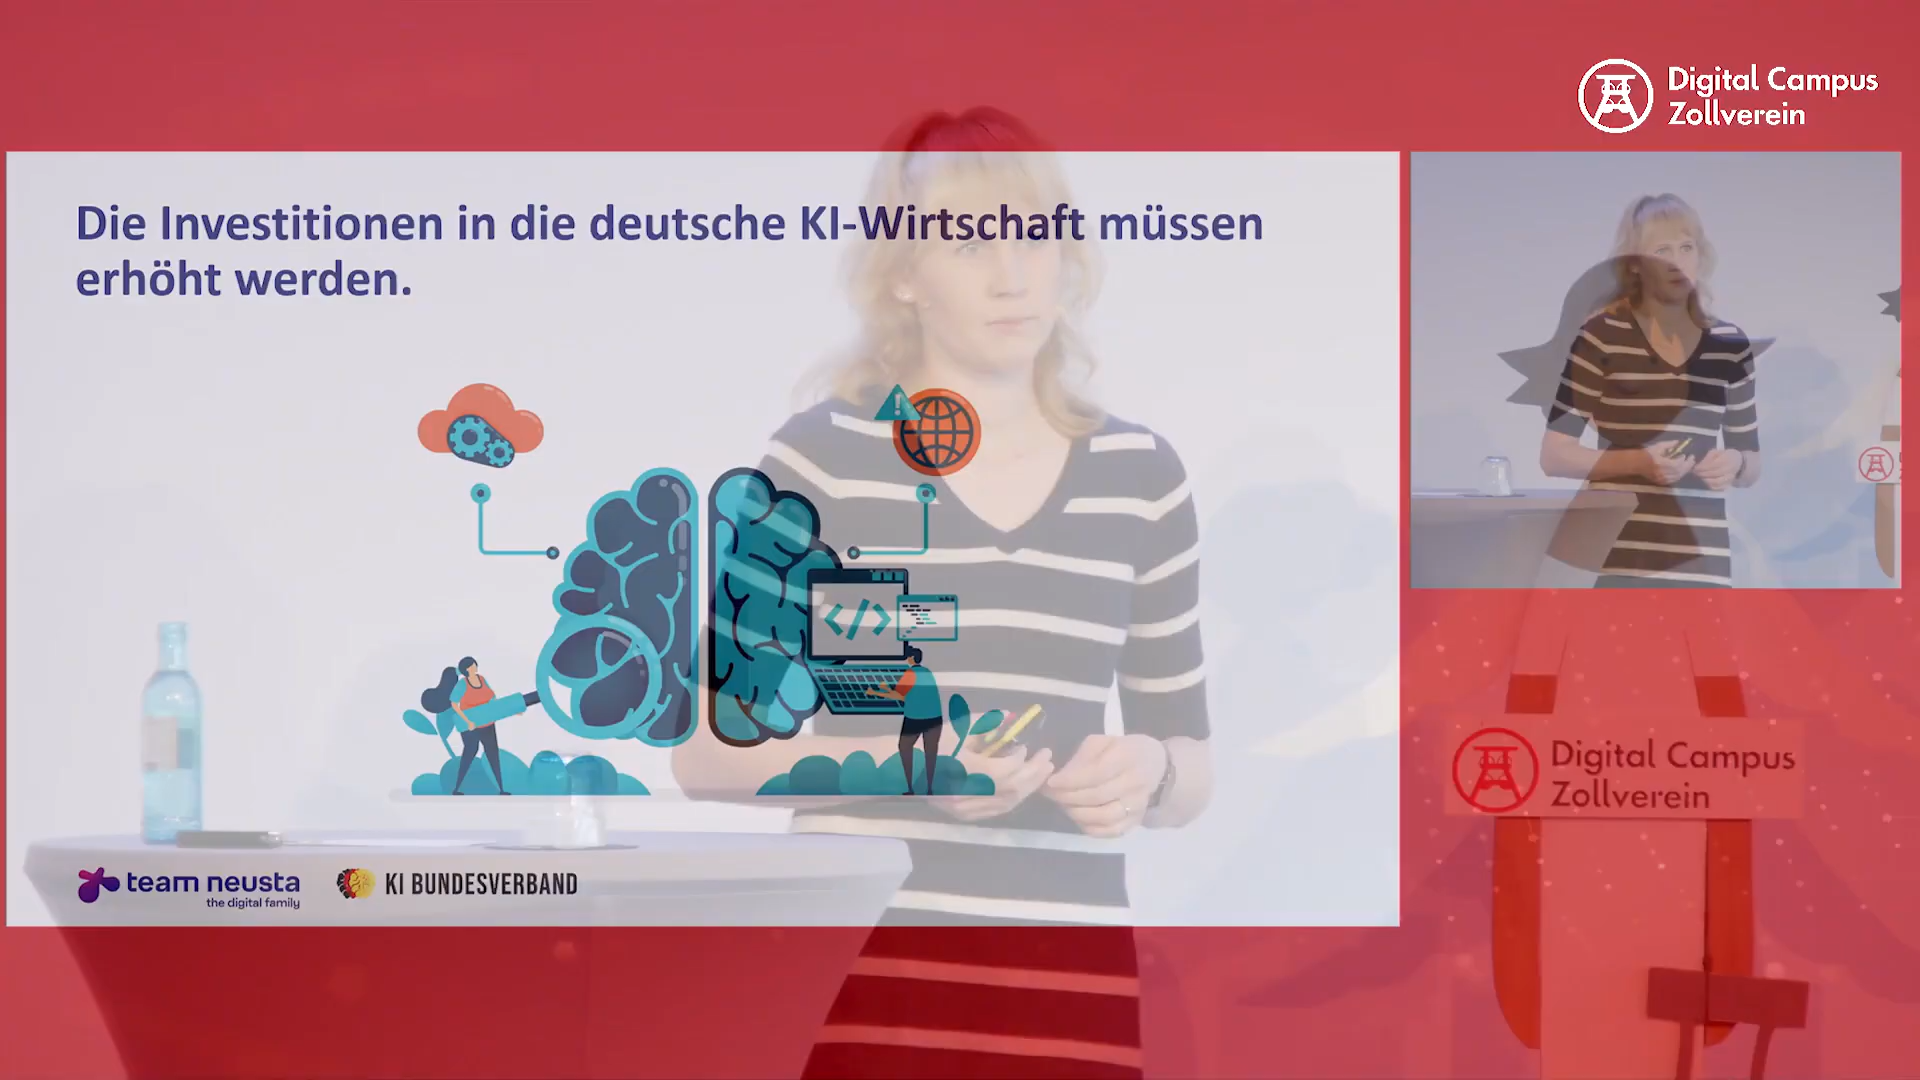 Digital Campus
Zollverein
Die Investitionen in die deutsche KI-Wirtschaft müssen
erhöht werden.
</>
team neusta
the digital family
KI BUNDESVERBAND
Digital Campus
Zollverein